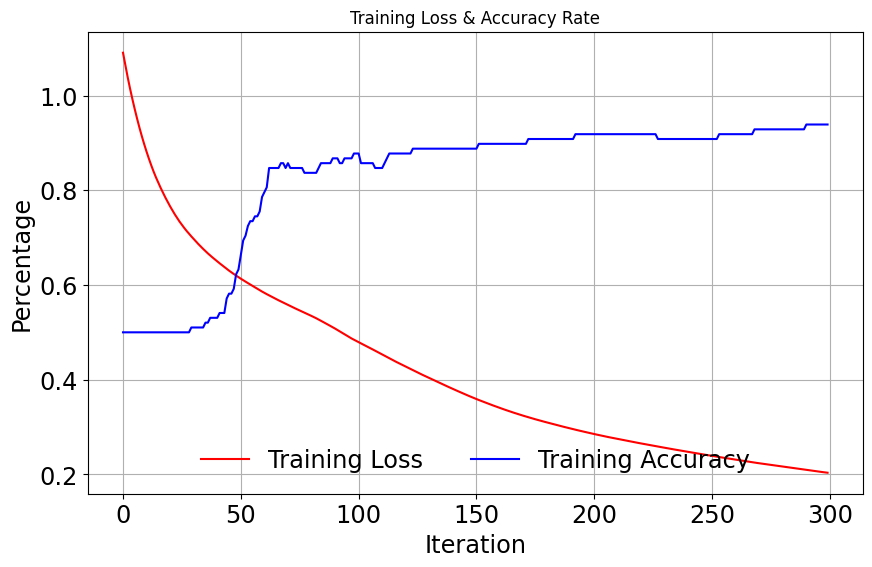 Training Loss & Accuracy Rate
Percentage
1.0
0.8
0.6
0.4
0.2
Training Loss
Training Accuracy
0 50 100 150 200 250 300
Iteration